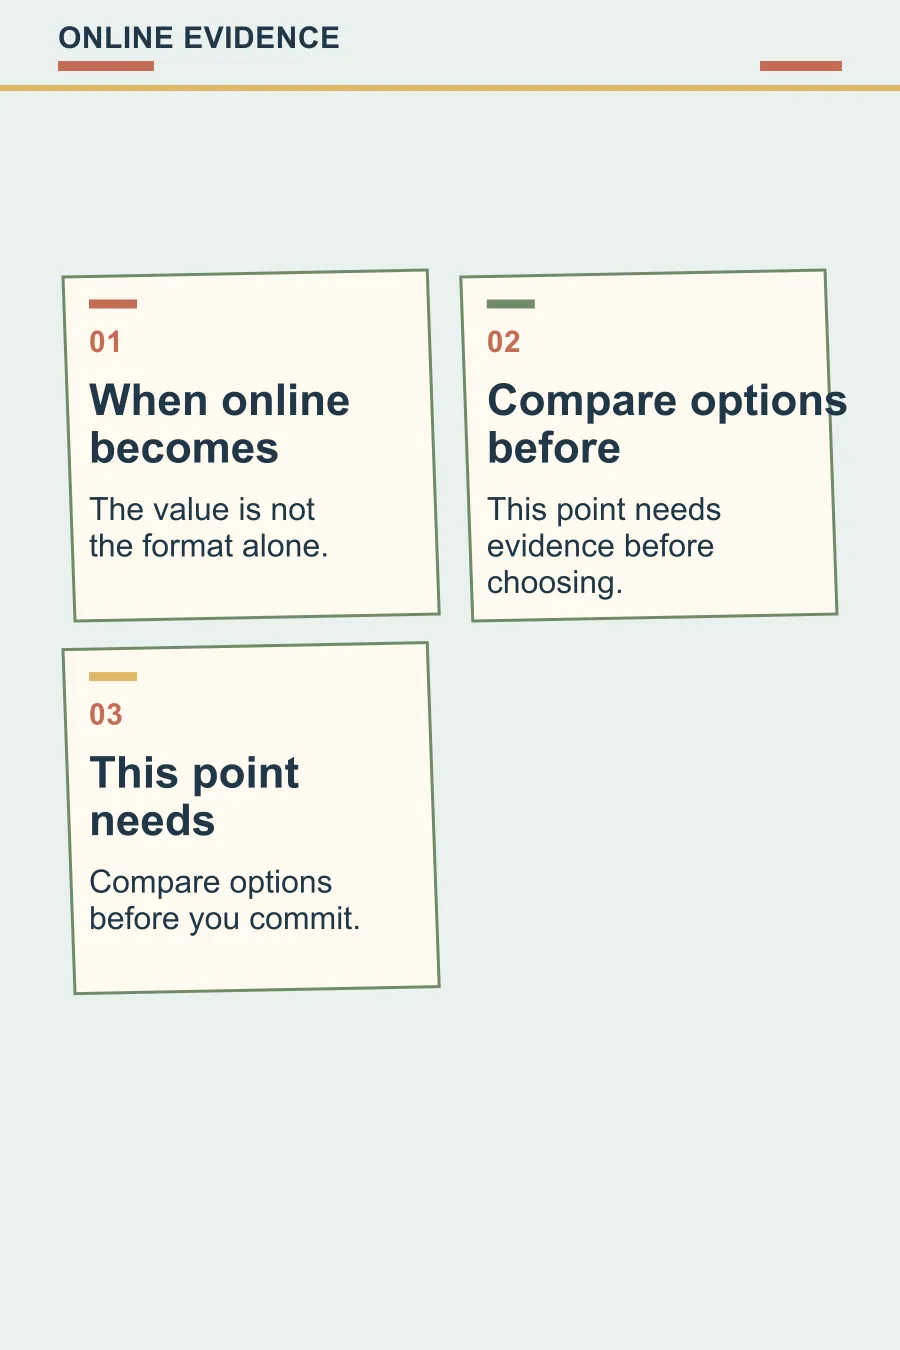 ONLINE EVIDENCE
01
When online
becomes
The value is not
the format alone.
02
Compare options
before
This point needs
evidence before
choosing.
03
This point
needs
Compare options
before you commit.